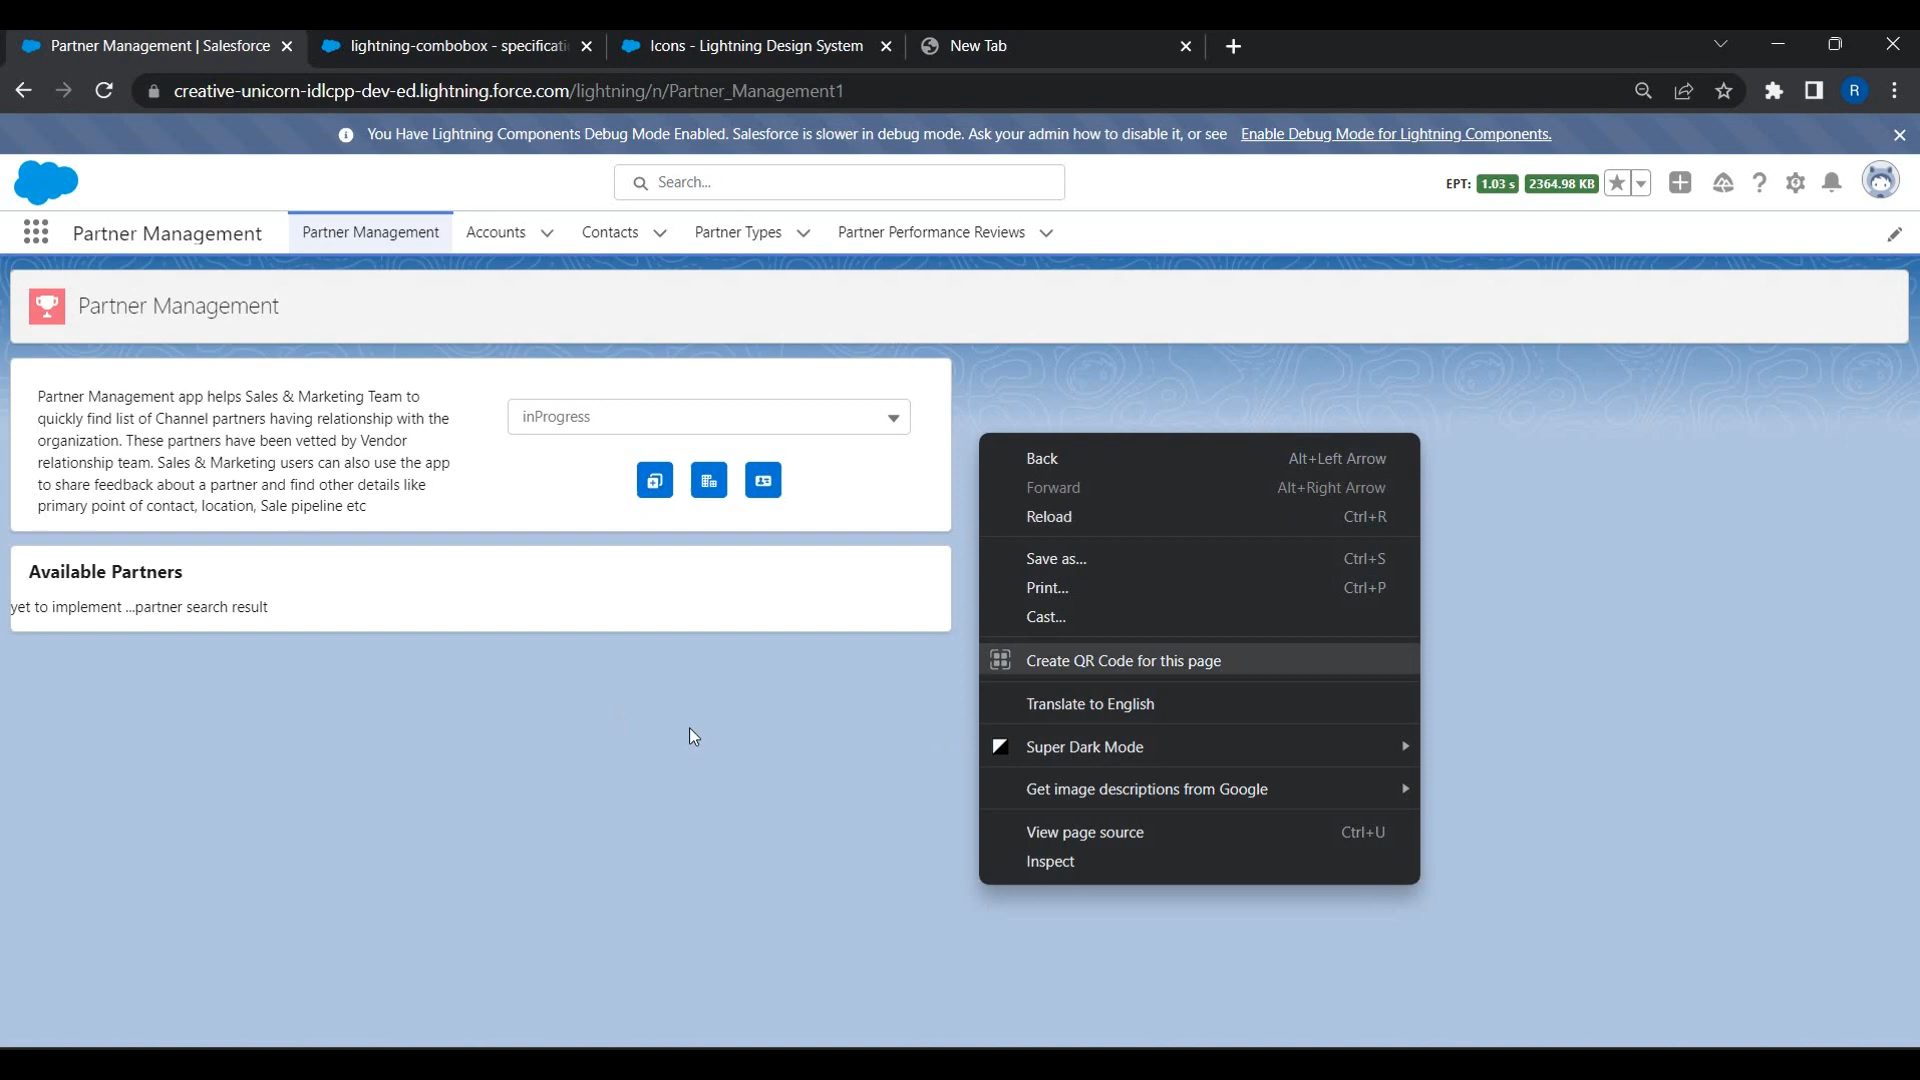 Partner Management | Salesforce
lightning-combobox - specificati
Icons - Lightning Design System
New Tab
creative-unicorn-idlcpp-dev-ed.lightning.force.com/lightning/n/Partner_Management1
R
You Have Lightning Components Debug Mode Enabled. Salesforce is slower in debug mode. Ask your admin how to disable it, or see Enable Debug Mode for Lightning Components.
Search...
EPT: 1.03 s 2364.98 KB
Partner Management
Partner Management
Accounts
Contacts
Partner Types
Partner Performance Reviews
Partner Management
Partner Management app helps Sales & Marketing Team to
quickly find list of Channel partners having relationship with the
organization. These partners have been vetted by Vendor
relationship team. Sales & Marketing users can also use the app
to share feedback about a partner and find other details like
primary point of contact, location, Sale pipeline etc
inProgress
Available Partners
yet to implement ...partner search result
Back Alt+Left Arrow
Forward Alt+Right Arrow
Reload Ctrl+R
Save as... Ctrl+S
Print... Ctrl+P
Cast...
Create QR Code for this page
Translate to English
Super Dark Mode
Get image descriptions from Google
View page source Ctrl+U
Inspect